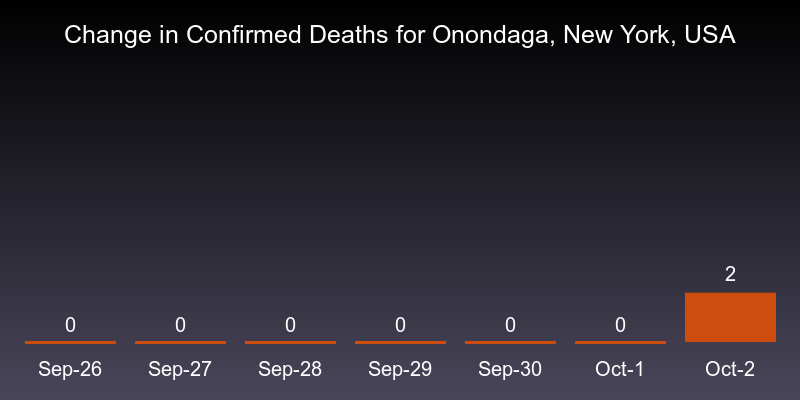 Change in Confirmed Deaths for Onondaga, New York, USA
2
0 0 0 0 0 0
Sep-26 Sep-27 Sep-28 Sep-29 Sep-30 Oct-1 Oct-2